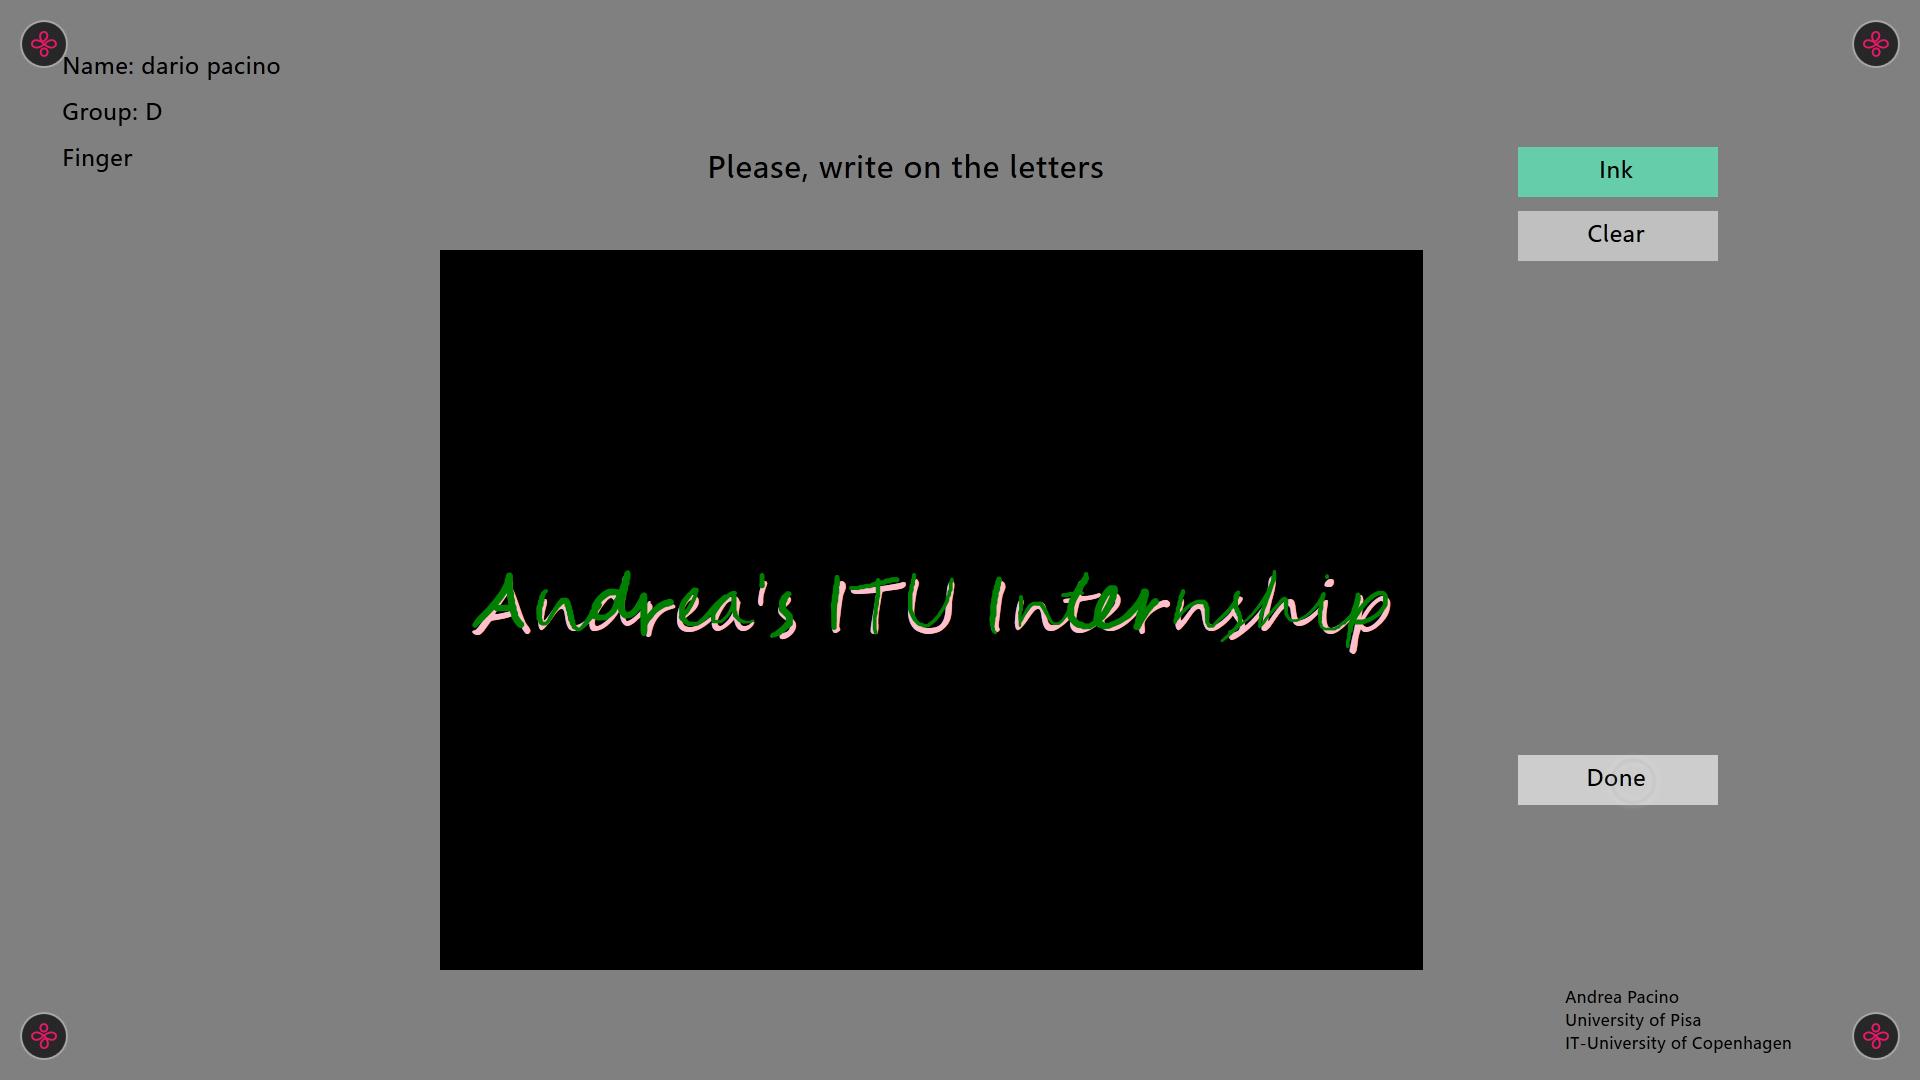 Name: dario pacino
Group: D
Finger
Please, write on the letters
Ink
Clear
Andrea's ITU Internship
Done
Andrea Pacino
University of Pisa
IT-University of Copenhagen